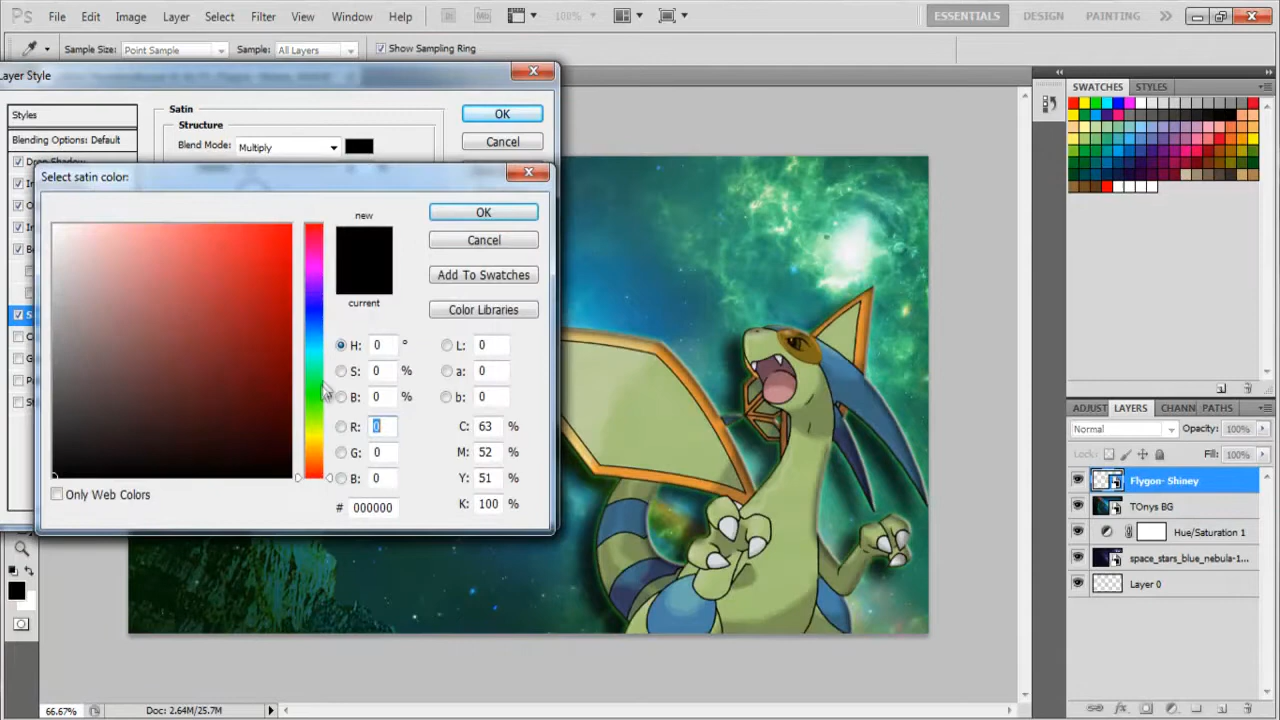 Ps File Edit Image Layer Select Filter View Window Help Br Mb 100% ESSENTIALS DESIGN PAINTING
Sample Size: Point Sample Sample: All Layers Show Sampling Ring
Layer Style
Styles
Blending Options: Default
Satin
Structure
Blend Mode: Multiply
OK
Cancel
Select satin color:
new
current
OK
Cancel
Add To Swatches
Color Libraries
H: 0 °
S: 0 %
B: 0 %
R: 0
G: 0
B: 0
# 000000
L: 0
a: 0
b: 0
C: 63 %
M: 52 %
Y: 51 %
K: 100 %
Only Web Colors
66.67% Doc: 2.64M/25.7M
SWATCHES STYLES
ADJUST LAYERS CHANN PATHS
Normal Opacity: 100%
Lock: Fill: 100%
Flygon- Shiney
TOnys BG
Hue/Saturation 1
space_stars_blue_nebula-1...
Layer 0